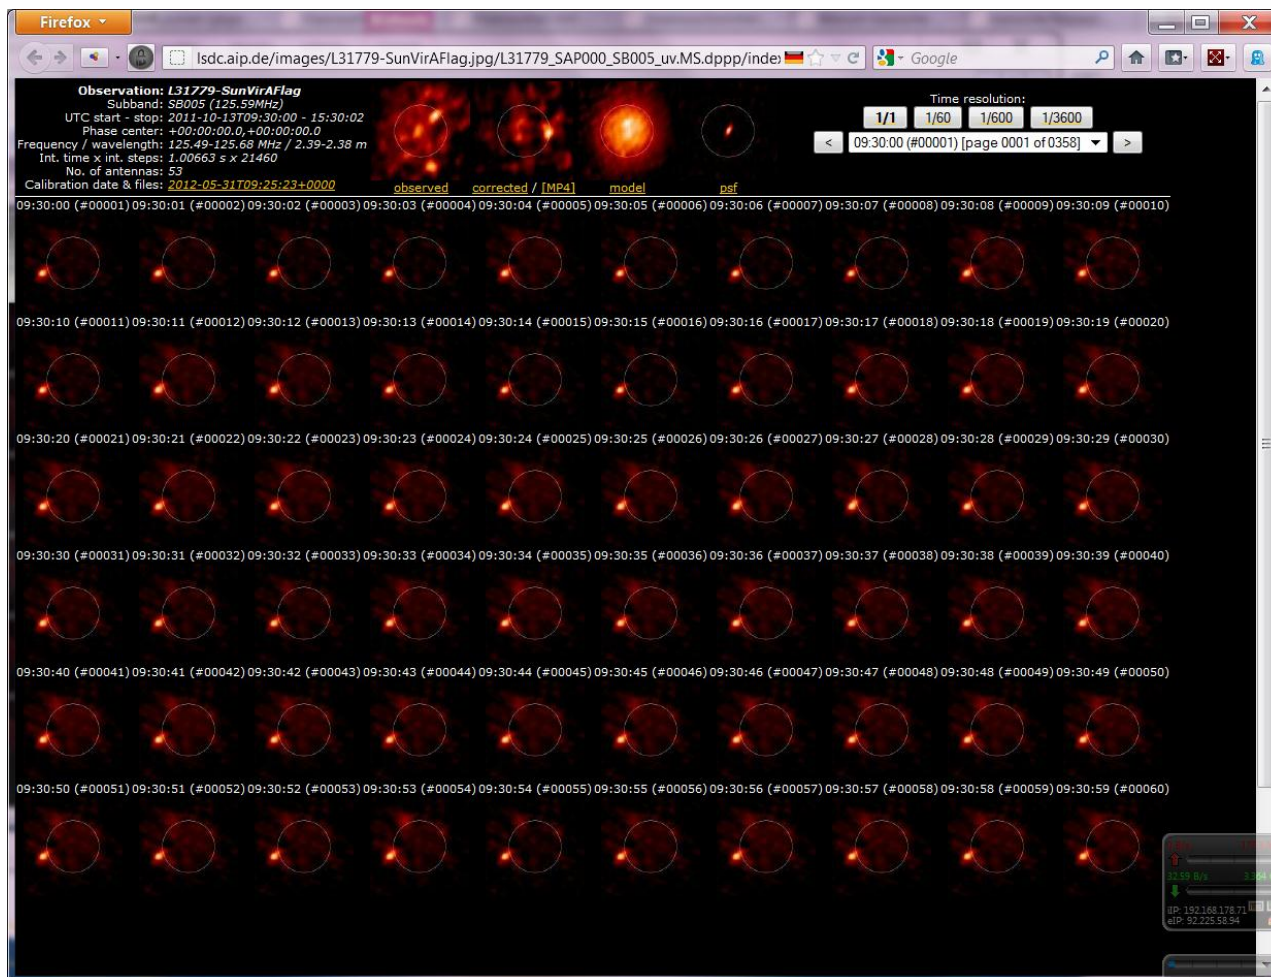 Firefox
lsdc.aip.de/images/L31779-SunVirAFlag.jpg/L31779_SAP000_SB005_uv.MS.dppp/index
Google
Observation: L31779-SunVirAFlag
Subband: SB005 (125.59MHz)
UTC start - stop: 2011-10-13T09:30:00 - 15:30:02
Phase center: +00:00:00.0,+00:00:00.0
Frequency / wavelength: 125.49-125.68 MHz / 2.39-2.38 m
Int. time x int. steps: 1.00663 s x 21460
No. of antennas: 53
Calibration date & files: 2012-05-31T09:25:23+0000
observed corrected / [MP4] model psf
Time resolution:
1/1 1/60 1/600 1/3600
< 09:30:00 (#00001) [page 0001 of 0358] >
09:30:00 (#00001) 09:30:01 (#00002) 09:30:02 (#00003) 09:30:03 (#00004) 09:30:04 (#00005) 09:30:05 (#00006) 09:30:06 (#00007) 09:30:07 (#00008) 09:30:08 (#00009) 09:30:09 (#00010)
09:30:10 (#00011) 09:30:11 (#00012) 09:30:12 (#00013) 09:30:13 (#00014) 09:30:14 (#00015) 09:30:15 (#00016) 09:30:16 (#00017) 09:30:17 (#00018) 09:30:18 (#00019) 09:30:19 (#00020)
09:30:20 (#00021) 09:30:21 (#00022) 09:30:22 (#00023) 09:30:23 (#00024) 09:30:24 (#00025) 09:30:25 (#00026) 09:30:26 (#00027) 09:30:27 (#00028) 09:30:28 (#00029) 09:30:29 (#00030)
09:30:30 (#00031) 09:30:31 (#00032) 09:30:32 (#00033) 09:30:33 (#00034) 09:30:34 (#00035) 09:30:35 (#00036) 09:30:36 (#00037) 09:30:37 (#00038) 09:30:38 (#00039) 09:30:39 (#00040)
09:30:40 (#00041) 09:30:41 (#00042) 09:30:42 (#00043) 09:30:43 (#00044) 09:30:44 (#00045) 09:30:45 (#00046) 09:30:46 (#00047) 09:30:47 (#00048) 09:30:48 (#00049) 09:30:49 (#00050)
09:30:50 (#00051) 09:30:51 (#00052) 09:30:52 (#00053) 09:30:53 (#00054) 09:30:54 (#00055) 09:30:55 (#00056) 09:30:56 (#00057) 09:30:57 (#00058) 09:30:58 (#00059) 09:30:59 (#00060)
32.59 B/s
iIP: 192.168.178.71
eIP: 92.225.58.94